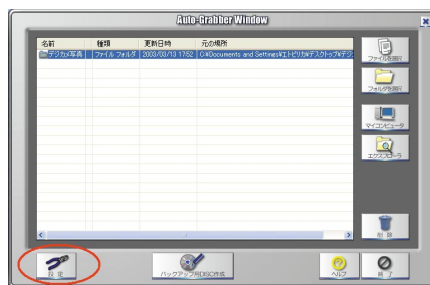 Auto-Grabber Window
名前 種類 更新日時 元の場所
デジカメ写真 ファイル フォルダ 2003/03/13 17:52 C:¥Documents and Settings¥エトピリカ¥デスクトップ¥デジ
ファイルを選択
フォルダを選択
マイコンピュータ
エクスプローラ
削 除
設 定
バックアップ用DISC作成
ヘルプ
終 了